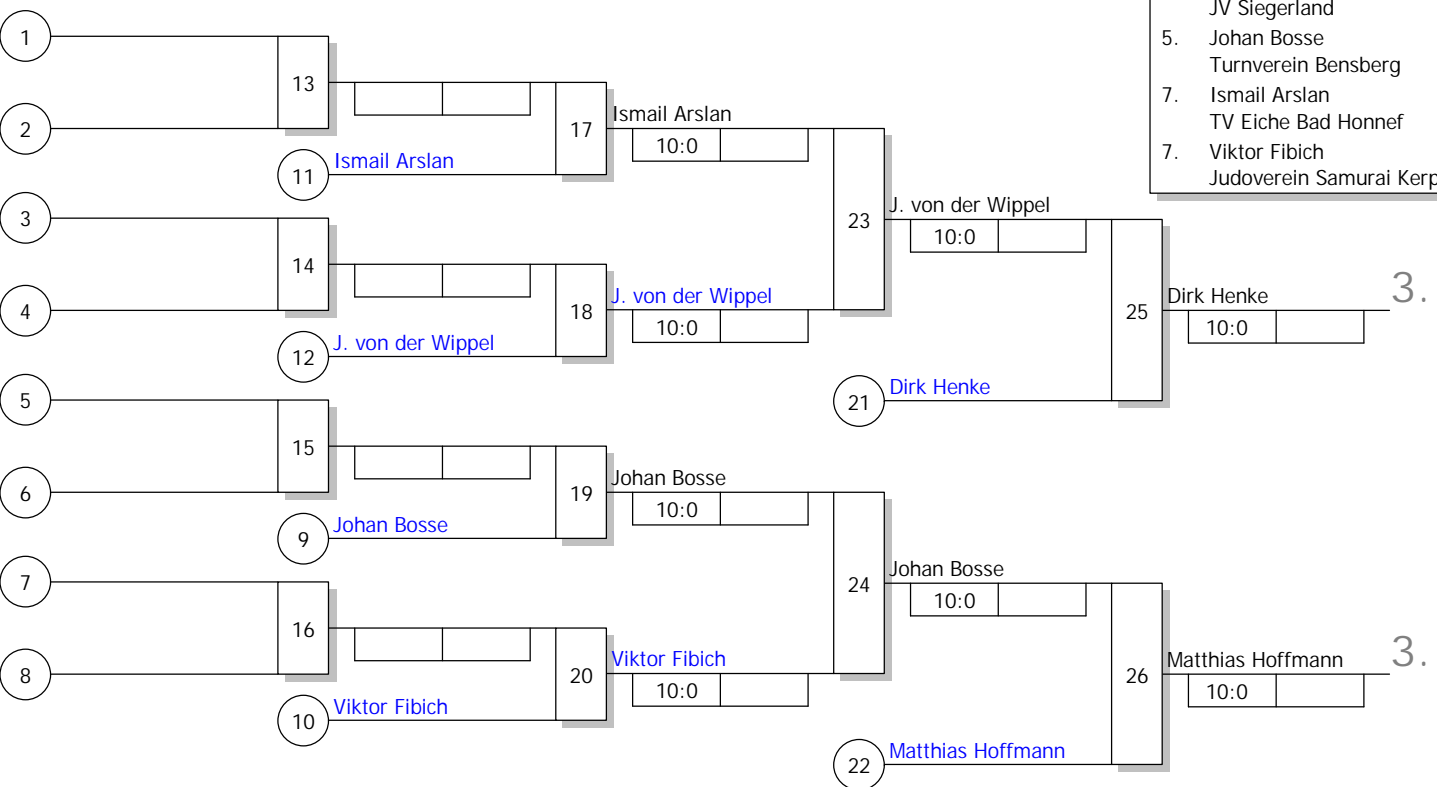 JV Siegerland
5. Johan Bosse
Turnverein Bensberg
7. Ismail Arslan
TV Eiche Bad Honnef
7. Viktor Fibich
Judoverein Samurai Kerp
1
13
2
17
Ismail Arslan
10:0
11
Ismail Arslan
3
14
4
18
J. von der Wippel
10:0
12
J. von der Wippel
23
J. von der Wippel
10:0
25
Dirk Henke
10:0
3.
21
Dirk Henke
5
15
6
19
Johan Bosse
10:0
9
Johan Bosse
7
16
8
20
Viktor Fibich
10:0
10
Viktor Fibich
24
Johan Bosse
10:0
26
Matthias Hoffmann
10:0
3.
22
Matthias Hoffmann